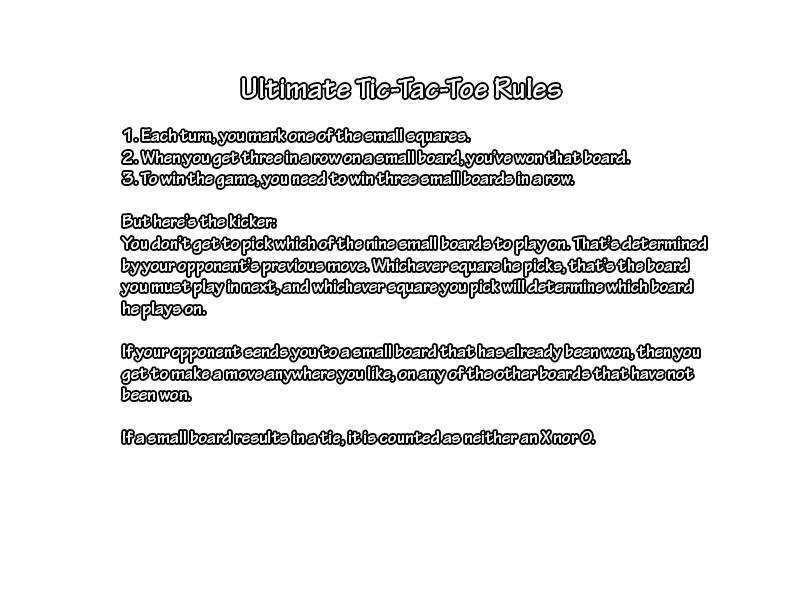 Ultimate Tic-Tac-Toe Rules
1. Each turn, you mark one of the small squares.
2. When you get three in a row on a small board, you've won that board.
3. To win the game, you need to win three small boards in a row.
But here's the kicker:
You don't get to pick which of the nine small boards to play on. That's determined
by your opponent's previous move. Whichever square he picks, that's the board
you must play in next, and whichever square you pick will determine which board
he plays on.
If your opponent sends you to a small board that has already been won, then you
get to make a move anywhere you like, on any of the other boards that have not
been won.
If a small board results in a tie, it is counted as neither an X nor O.